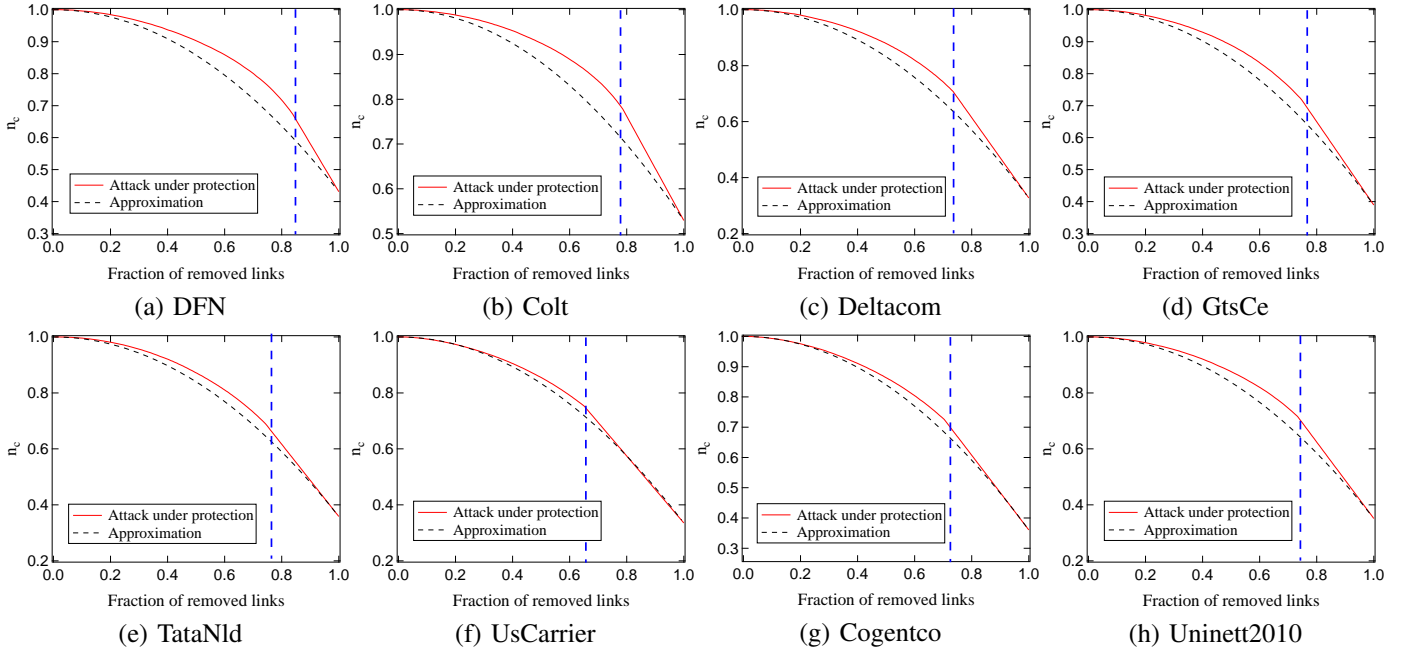 1.0
0.9
0.8
0.7
0.6
0.5
0.4
0.3
n_c
Attack under protection
Approximation
0.0 0.2 0.4 0.6 0.8 1.0
Fraction of removed links
(a) DFN
1.0
0.9
0.8
0.7
0.6
0.5
n_c
Attack under protection
Approximation
0.0 0.2 0.4 0.6 0.8 1.0
Fraction of removed links
(b) Colt
1.0
0.8
0.6
0.4
0.2
n_c
Attack under protection
Approximation
0.0 0.2 0.4 0.6 0.8 1.0
Fraction of removed links
(c) Deltacom
1.0
0.9
0.8
0.7
0.6
0.5
0.4
0.3
n_c
Attack under protection
Approximation
0.0 0.2 0.4 0.6 0.8 1.0
Fraction of removed links
(d) GtsCe
1.0
0.8
0.6
0.4
0.2
n_c
Attack under protection
Approximation
0.0 0.2 0.4 0.6 0.8 1.0
Fraction of removed links
(e) TataNld
1.0
0.8
0.6
0.4
0.2
n_c
Attack under protection
Approximation
0.0 0.2 0.4 0.6 0.8 1.0
Fraction of removed links
(f) UsCarrier
1.0
0.9
0.8
0.7
0.6
0.5
0.4
0.3
n_c
Attack under protection
Approximation
0.0 0.2 0.4 0.6 0.8 1.0
Fraction of removed links
(g) Cogentco
1.0
0.8
0.6
0.4
0.2
n_c
Attack under protection
Approximation
0.0 0.2 0.4 0.6 0.8 1.0
Fraction of removed links
(h) Uninett2010